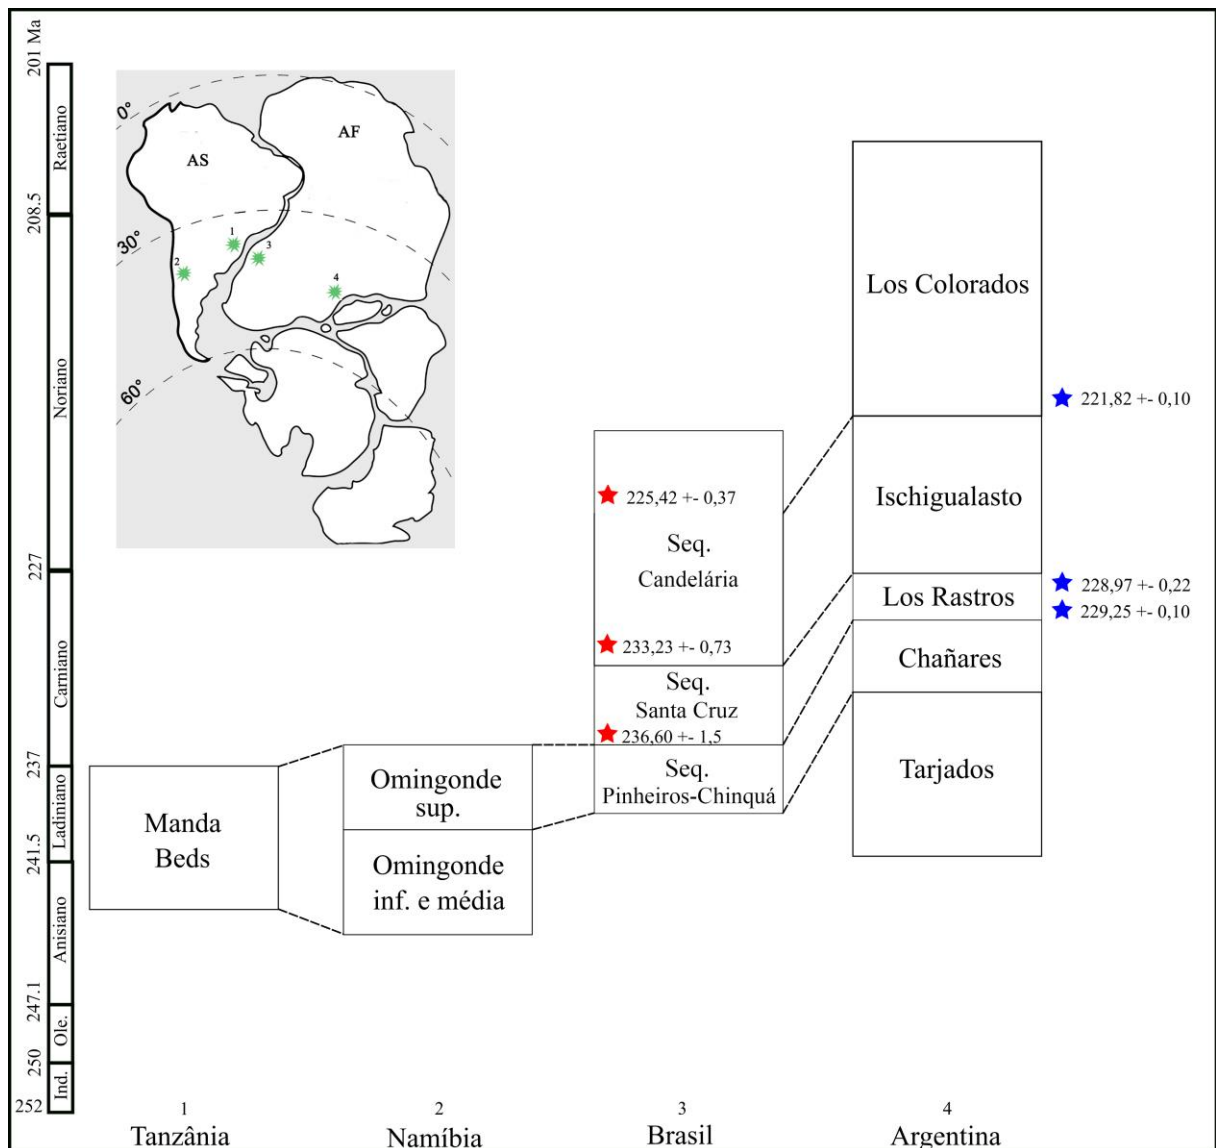 201 Ma
Raetiano
208.5
Noriano
227
Carniano
237
Ladiniano
241.5
Anisiano
247.1
Ole.
250
Ind.
252
0°
30°
60°
AS
AF
1
2
3
4
Manda
Beds
Omingonde
sup.
Omingonde
inf. e média
225,42 +- 0,37
Seq.
Candelária
233,23 +- 0,73
Seq.
Santa Cruz
236,60 +- 1,5
Seq.
Pinheiros-Chinquá
Los Colorados
Ischigualasto
Los Rastros
Chañares
Tarjados
221,82 +- 0,10
228,97 +- 0,22
229,25 +- 0,10
1
Tanzânia
2
Namíbia
3
Brasil
4
Argentina